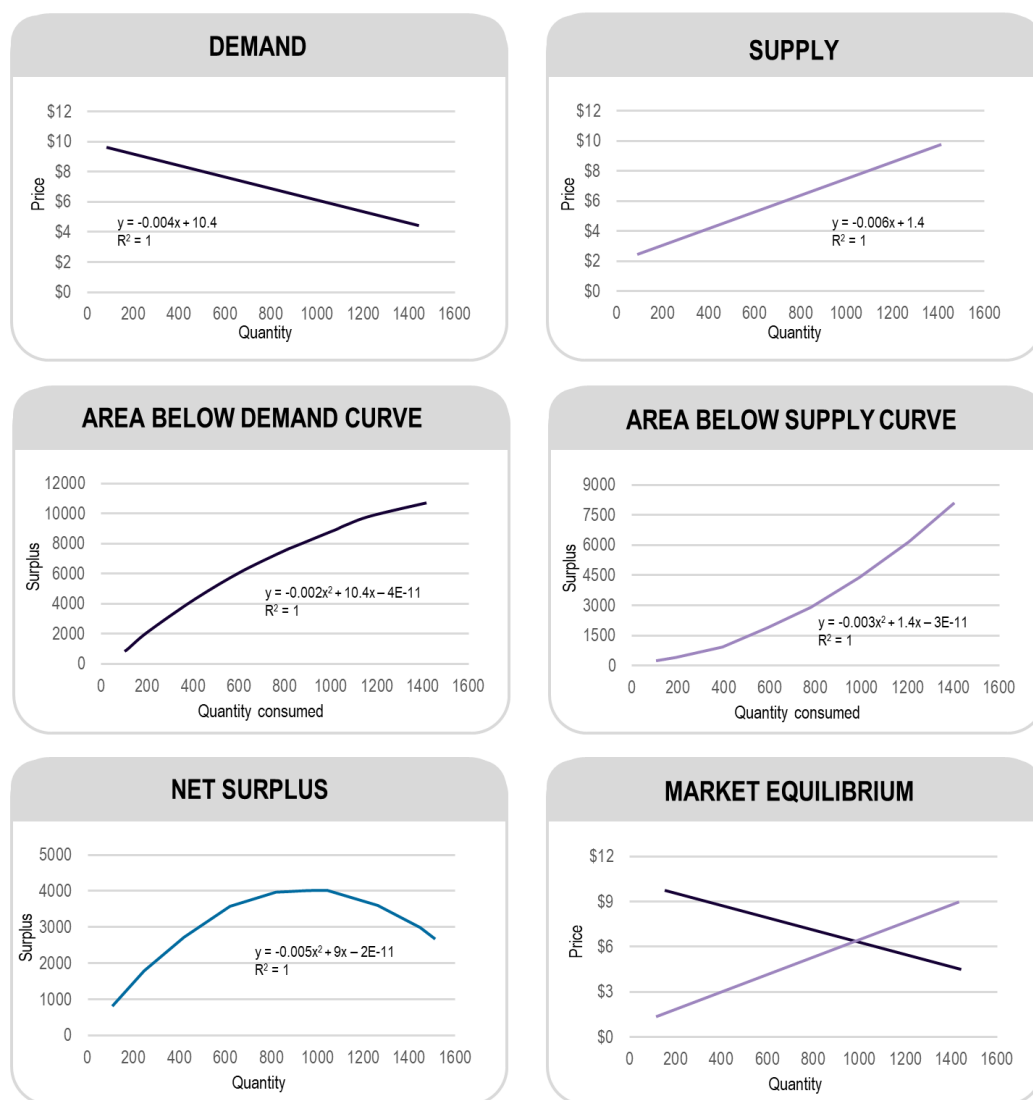 DEMAND
$12
$10
$8
$6
$4
$2
$0
Price
y = -0.004x + 10.4
R² = 1
0 200 400 600 800 1000 1200 1400 1600
Quantity
SUPPLY
$12
$10
$8
$6
$4
$2
$0
Price
y = -0.006x + 1.4
R² = 1
0 200 400 600 800 1000 1200 1400 1600
Quantity
AREA BELOW DEMAND CURVE
12000
10000
8000
6000
4000
2000
0
Surplus
y = -0.002x² + 10.4x – 4E-11
R² = 1
0 200 400 600 800 1000 1200 1400 1600
Quantity consumed
AREA BELOW SUPPLY CURVE
9000
7500
6000
4500
3000
1500
0
Surplus
y = -0.003x² + 1.4x – 3E-11
R² = 1
0 200 400 600 800 1000 1200 1400 1600
Quantity consumed
NET SURPLUS
5000
4000
3000
2000
1000
0
Surplus
y = -0.005x² + 9x – 2E-11
R² = 1
0 200 400 600 800 1000 1200 1400 1600
Quantity
MARKET EQUILIBRIUM
$12
$9
$6
$3
$0
Price
0 200 400 600 800 1000 1200 1400 1600
Quantity